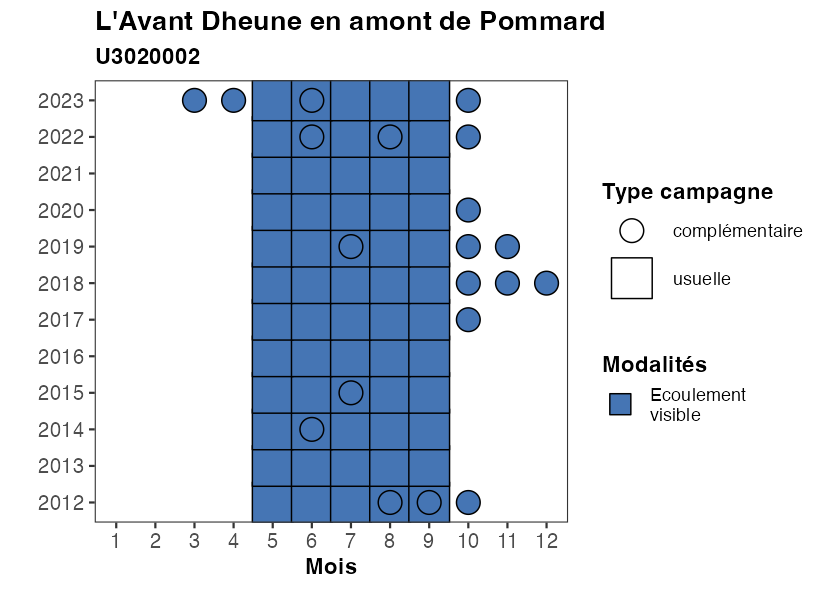 L'Avant Dheune en amont de Pommard
U3020002
2023
2022
2021
2020
2019
2018
2017
2016
2015
2014
2013
2012
1 2 3 4 5 6 7 8 9 10 11 12
Mois
Type campagne
complémentaire
usuelle
Modalités
Ecoulement
visible